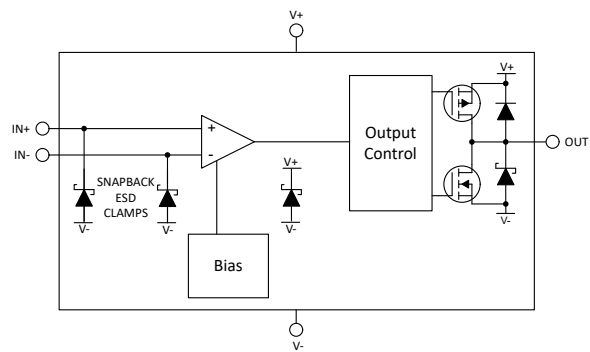 V+
V+
IN+
+
Output
Control
OUT
IN-
-
V+
SNAPBACK
ESD
CLAMPS
V-
V-
V-
V-
Bias
V-